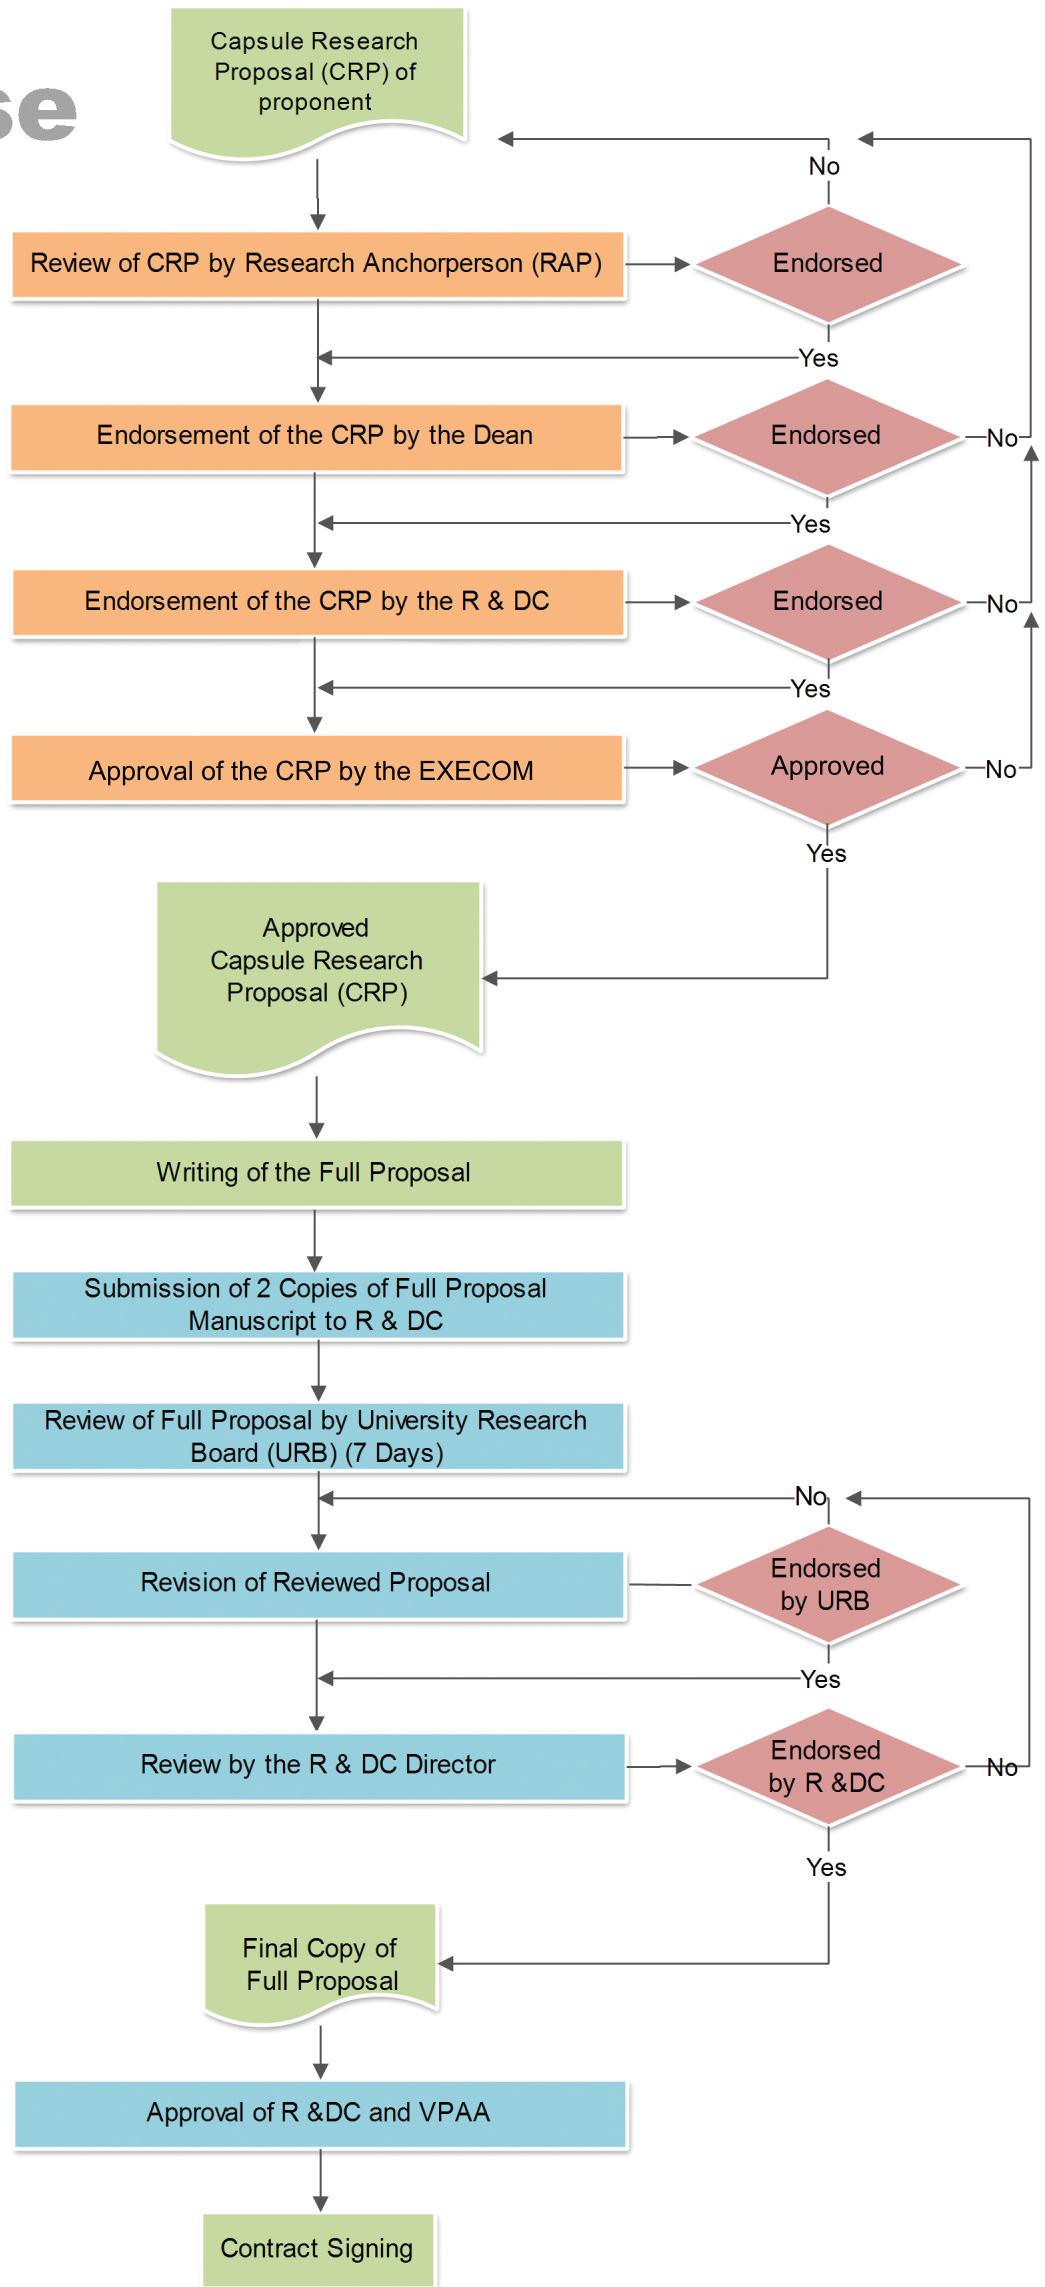 Capsule Research
Proposal (CRP) of
proponent
se
No
Review of CRP by Research Anchorperson (RAP)
Endorsed
Yes
Endorsement of the CRP by the Dean
Endorsed
No
Yes
Endorsement of the CRP by the R & DC
Endorsed
No
Yes
Approval of the CRP by the EXECOM
Approved
No
Yes
Approved
Capsule Research
Proposal (CRP)
Writing of the Full Proposal
Submission of 2 Copies of Full Proposal
Manuscript to R & DC
Review of Full Proposal by University Research
Board (URB) (7 Days)
No
Revision of Reviewed Proposal
Endorsed
by URB
Yes
Review by the R & DC Director
Endorsed
by R &DC
No
Yes
Final Copy of
Full Proposal
Approval of R &DC and VPAA
Contract Signing